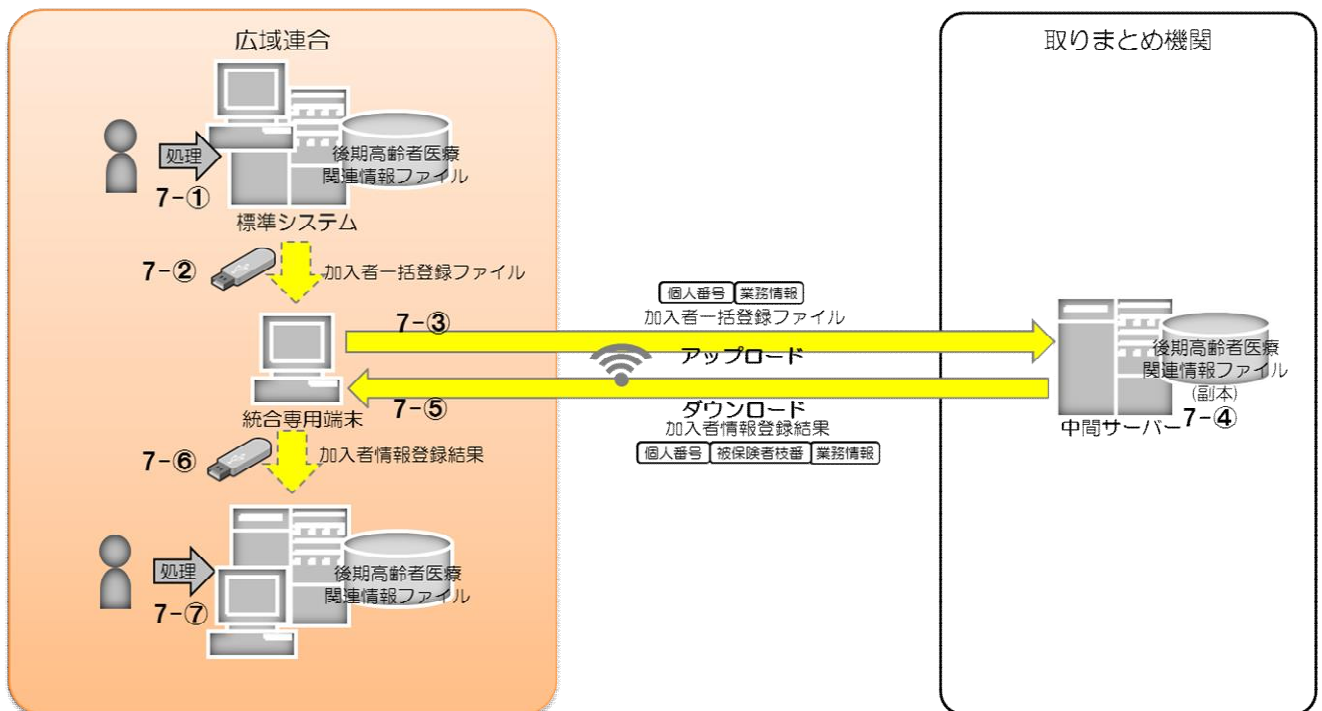 広域連合
取りまとめ機関
後期高齢者医療
関連情報ファイル
処理
7-①
標準システム
7-②
加入者一括登録ファイル
個人番号 業務情報
加入者一括登録ファイル
7-③
アップロード
後期高齢者医療
関連情報ファイル
(副本)
7-④
中間サーバー
統合専用端末
7-⑤
ダウンロード
加入者情報登録結果
個人番号 被保険者枝番 業務情報
7-⑥
加入者情報登録結果
処理
後期高齢者医療
関連情報ファイル
7-⑦